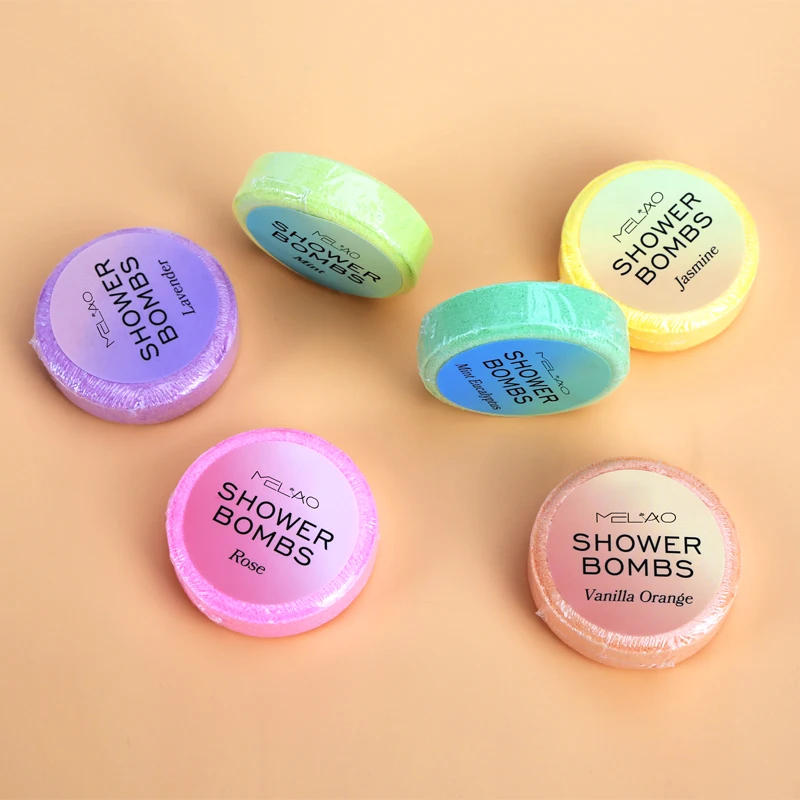 MELAO
SHOWER
BOMBS
Mint
MELAO
SHOWER
BOMBS
Jasmine
MELAO
SHOWER
BOMBS
Lavender
MELAO
SHOWER
BOMBS
Mint Eucalyptus
MELAO
SHOWER
BOMBS
Rose
MELAO
SHOWER
BOMBS
Vanilla Orange